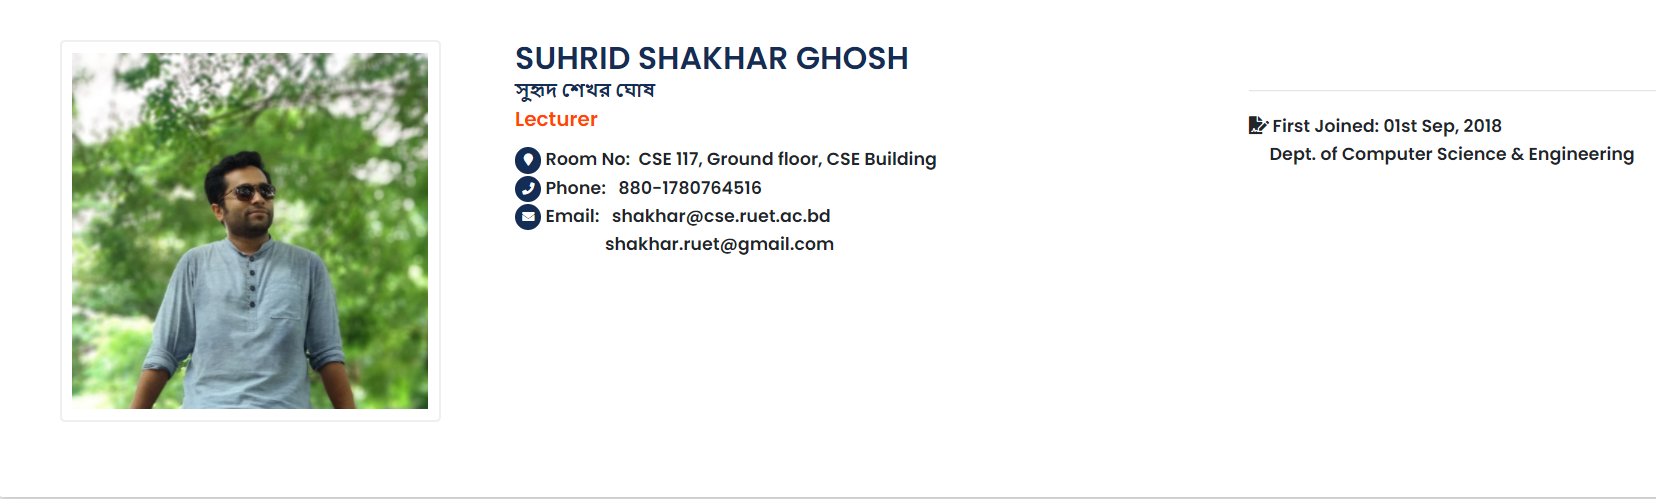 SUHRID SHAKHAR GHOSH
সুহৃদ শেখর ঘোষ
Lecturer
Room No: CSE 117, Ground floor, CSE Building
Phone: 880-1780764516
Email: shakhar@cse.ruet.ac.bd
shakhar.ruet@gmail.com
First Joined: 01st Sep, 2018
Dept. of Computer Science & Engineering